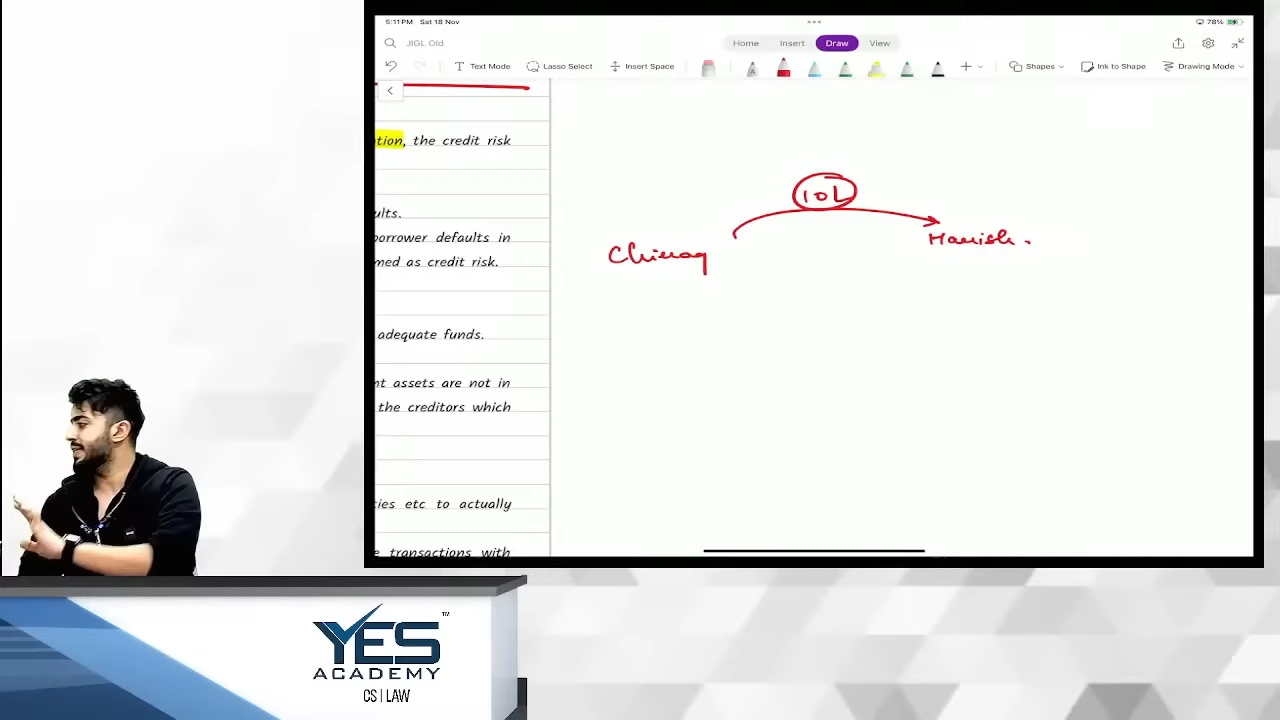 5:11 PM Sat 18 Nov
78%
JIGL Old
Home Insert Draw View
Text Mode Lasso Select Insert Space Shapes Ink to Shape Drawing Mode
tion, the credit risk
ults.
borrower defaults in
med as credit risk.
adequate funds.
nt assets are not in
the creditors which
ties etc to actually
e transactions with
10L
Chirag
Manish.
YES
TM
ACADEMY
CS | LAW